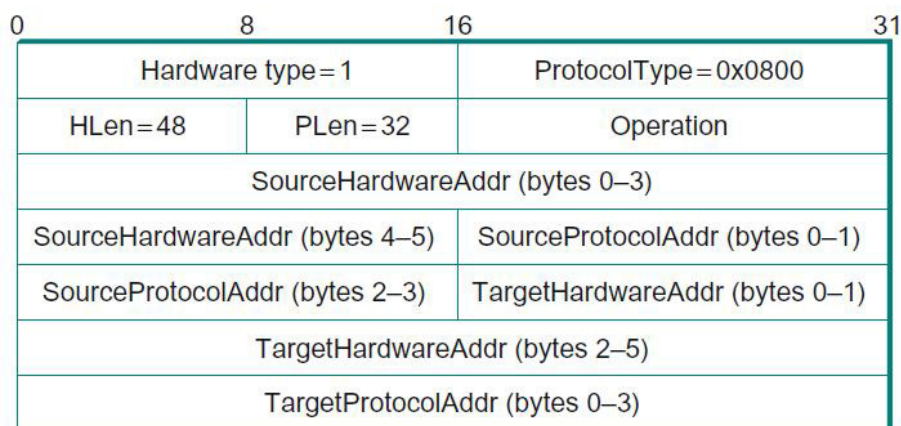 0 8 16 31
Hardware type=1 ProtocolType=0x0800
HLen=48 PLen=32 Operation
SourceHardwareAddr (bytes 0–3)
SourceHardwareAddr (bytes 4–5) SourceProtocolAddr (bytes 0–1)
SourceProtocolAddr (bytes 2–3) TargetHardwareAddr (bytes 0–1)
TargetHardwareAddr (bytes 2–5)
TargetProtocolAddr (bytes 0–3)